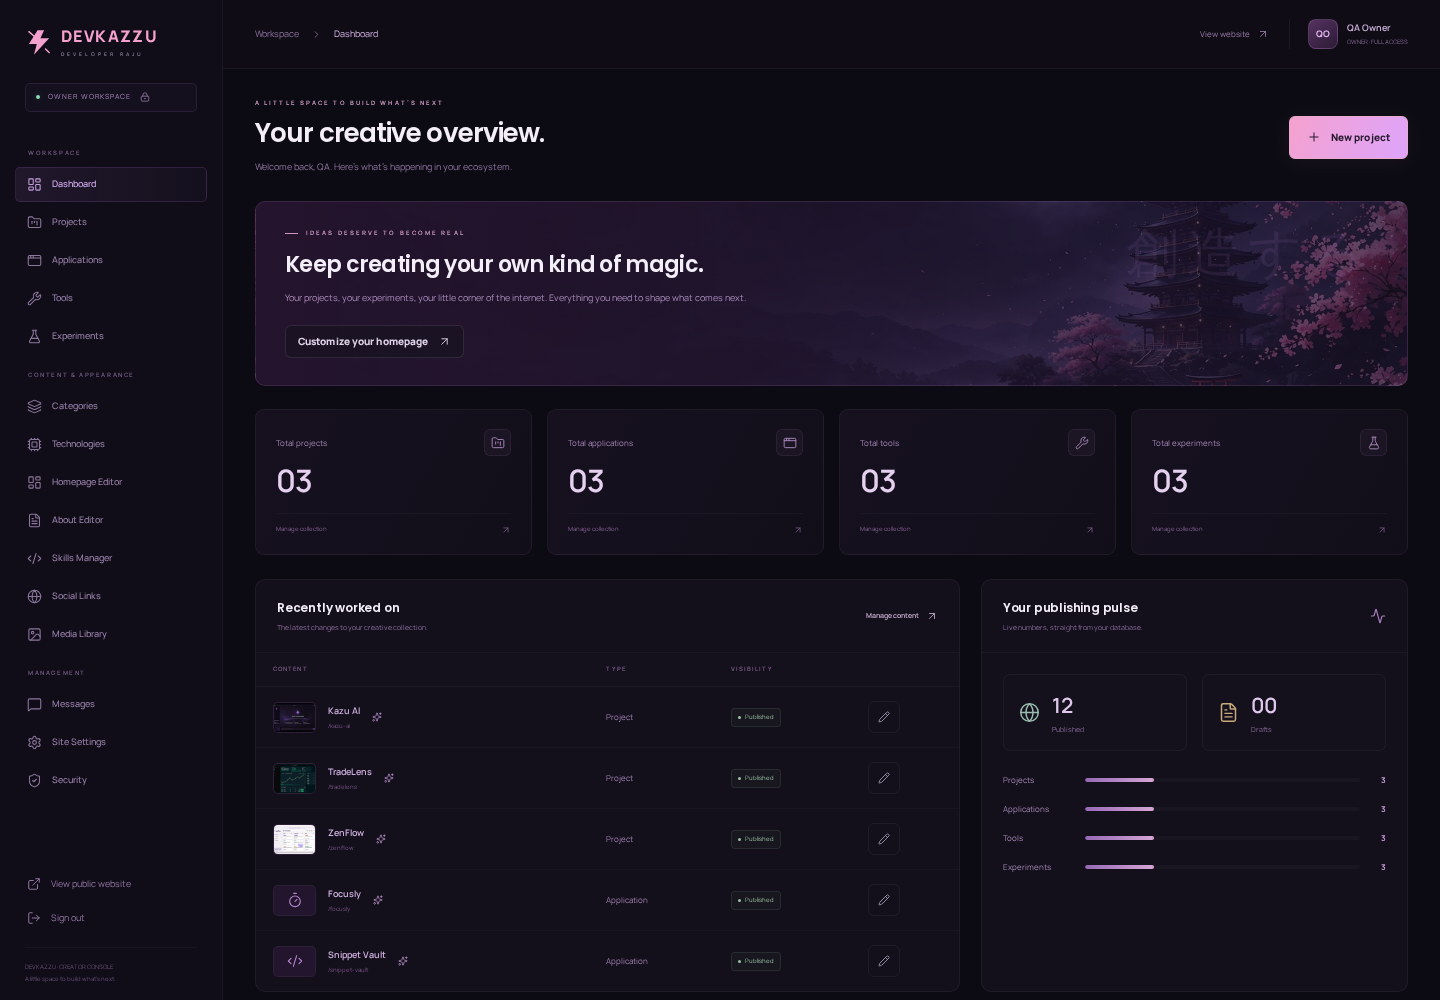 DEVKAZZU
DEVELOPER RAJU
OWNER WORKSPACE
WORKSPACE
Dashboard
Projects
Applications
Tools
Experiments
CONTENT & APPEARANCE
Categories
Technologies
Homepage Editor
About Editor
Skills Manager
Social Links
Media Library
MANAGEMENT
Messages
Site Settings
Security
View public website
Sign out
DEVKAZZU CREATOR CONSOLE
A little space to build what's next.
Workspace
Dashboard
View website
QO
QA Owner
OWNER · FULL ACCESS
A LITTLE SPACE TO BUILD WHAT'S NEXT
Your creative overview.
Welcome back, QA. Here's what's happening in your ecosystem.
New project
IDEAS DESERVE TO BECOME REAL
Keep creating your own kind of magic.
Your projects, your experiments, your little corner of the internet. Everything you need to shape what comes next.
Customize your homepage
創造す
Total projects
03
Manage collection
Total applications
03
Manage collection
Total tools
03
Manage collection
Total experiments
03
Manage collection
Recently worked on
The latest changes to your creative collection.
Manage content
CONTENT
TYPE
VISIBILITY
Kazu AI
/kazu-ai
Project
Published
TradeLens
/tradelens
Project
Published
ZenFlow
/zenflow
Project
Published
Focusly
/focusly
Application
Published
Snippet Vault
/snippet-vault
Application
Published
Your publishing pulse
Live numbers, straight from your database.
12
Published
00
Drafts
Projects
3
Applications
3
Tools
3
Experiments
3